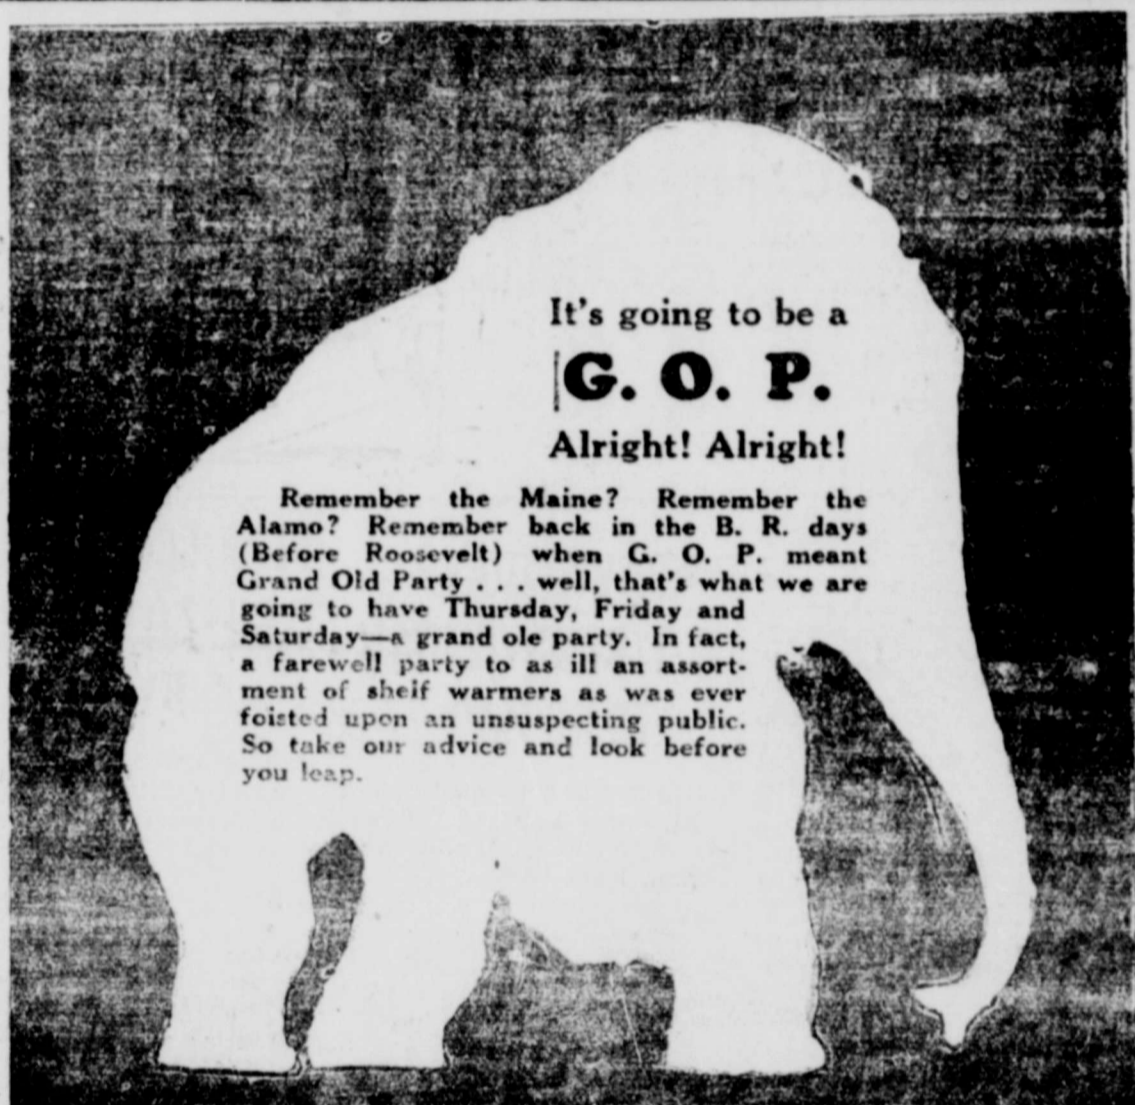 It's going to be a
G. O. P.
Alright! Alright!
Remember the Maine? Remember the
Alamo? Remember back in the B. R. days
(Before Roosevelt) when G. O. P. meant
Grand Old Party . . . well, that's what we are
going to have Thursday, Friday and
Saturday—a grand ole party. In fact,
a farewell party to as ill an assort-
ment of shelf warmers as was ever
foisted upon an unsuspecting public.
So take our advice and look before
you leap.